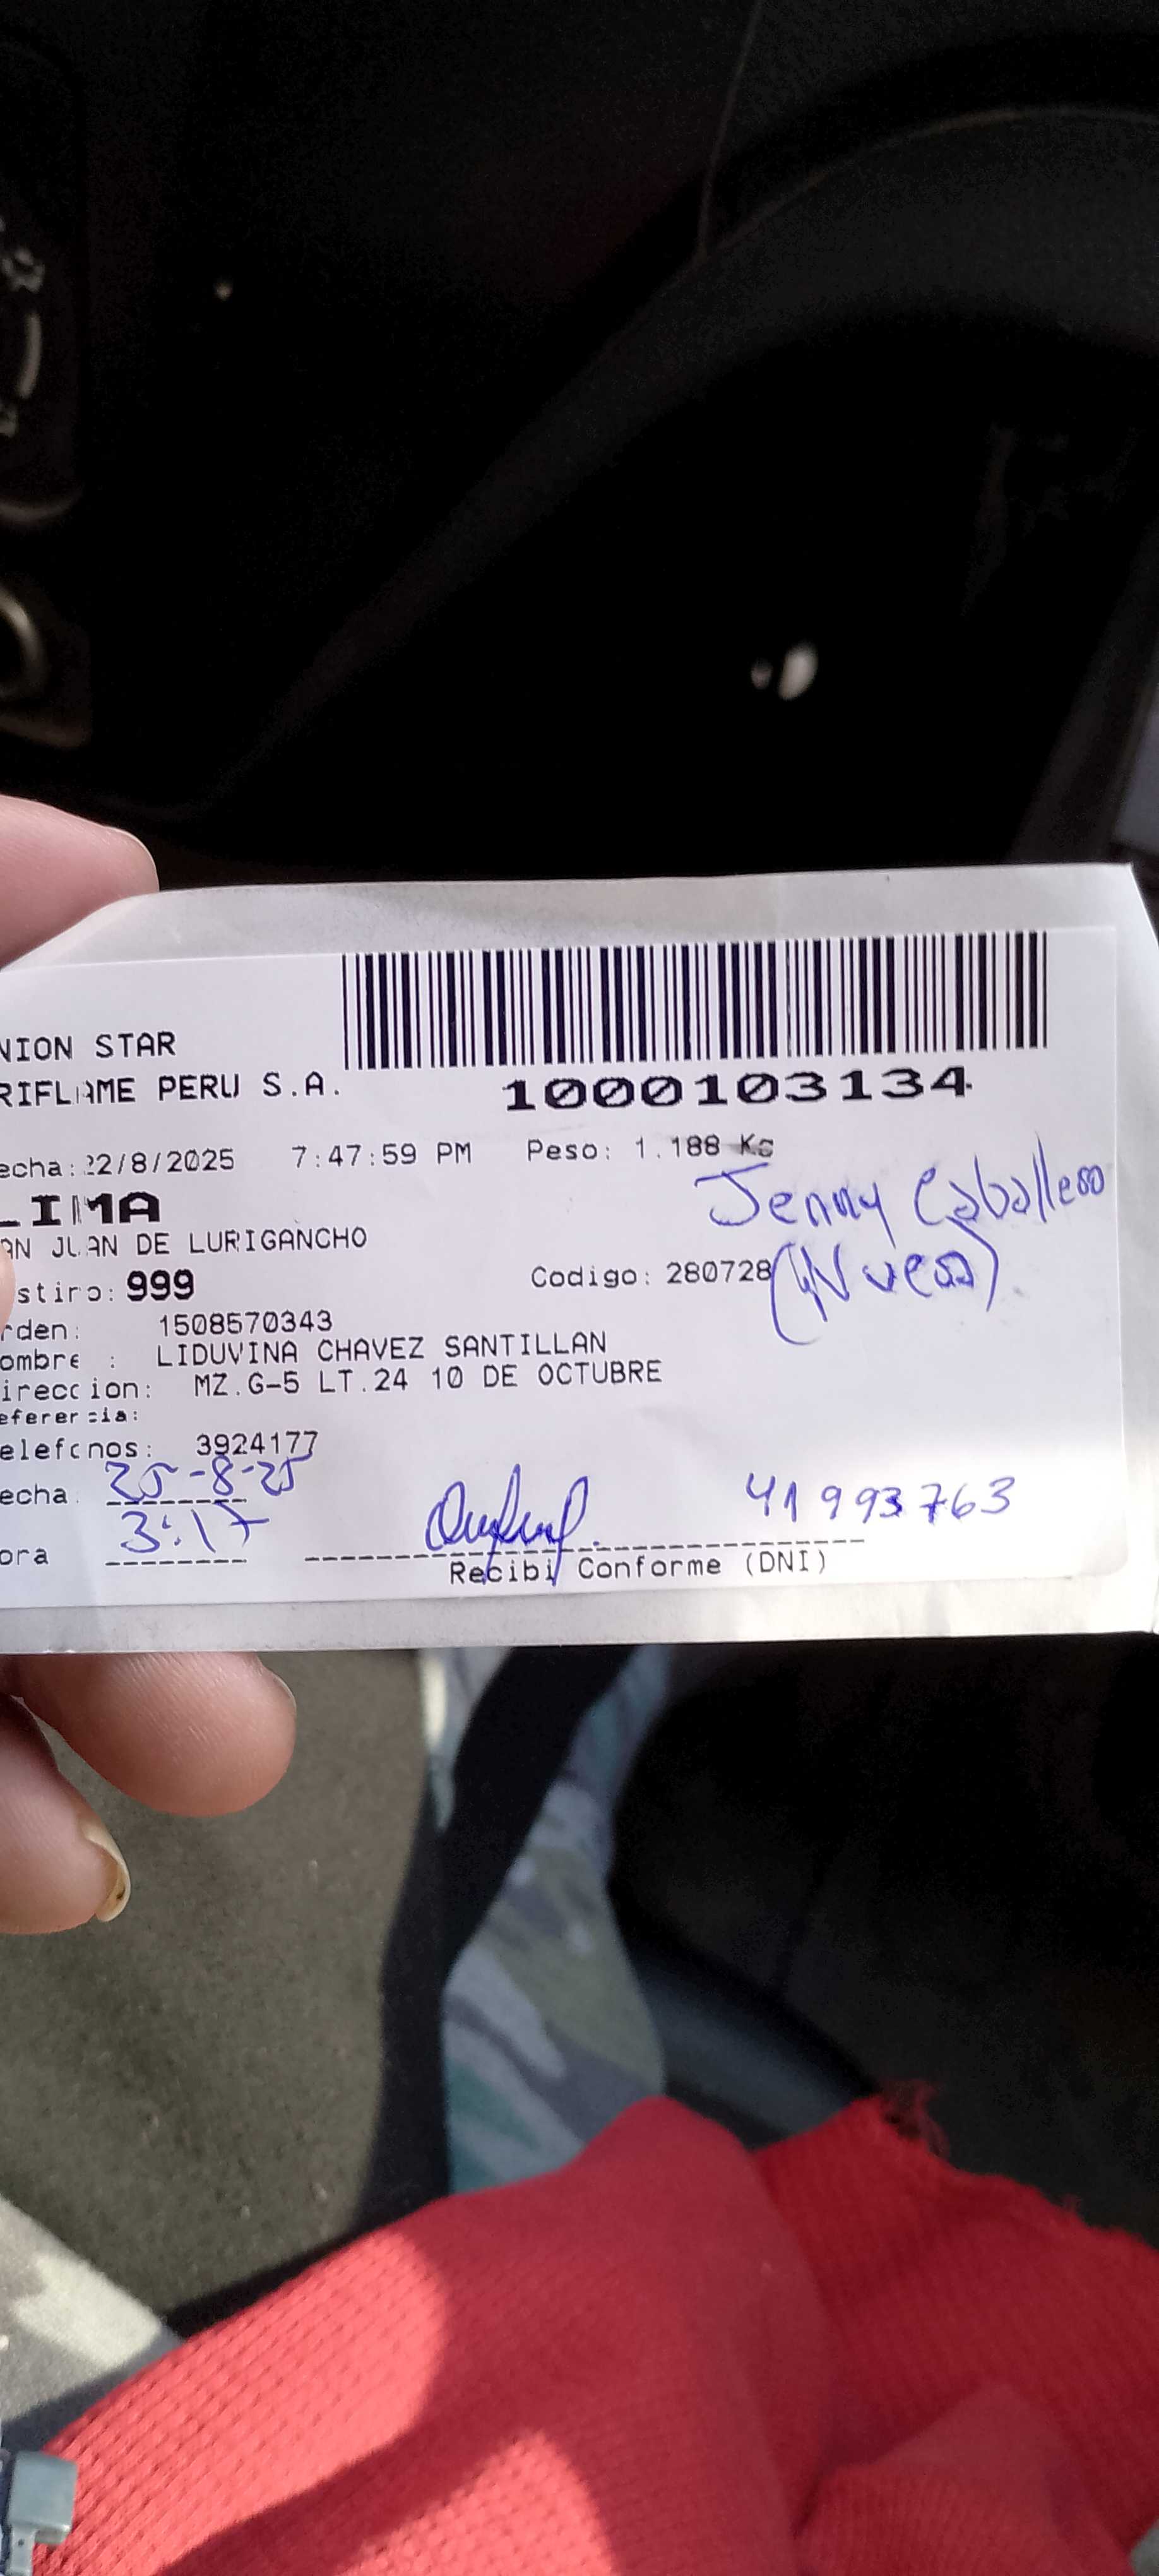 NION STAR
RIFLAME PERU S.A.
1000103134
echa: 22/8/2025 7:47:59 PM Peso: 1.188 KG
LIMA
AN JUAN DE LURIGANCHO
stiro: 999 Codigo: 280728
Jenny Caballero
(Nuera)
rden: 1508570343
ombre : LIDUVINA CHAVEZ SANTILLAN
ireccion: MZ.G-5 LT.24 10 DE OCTUBRE
eferencia:
elefonos: 3924177
echa 25-8-25
ora 3:17
41993763
Recibi Conforme (DNI)